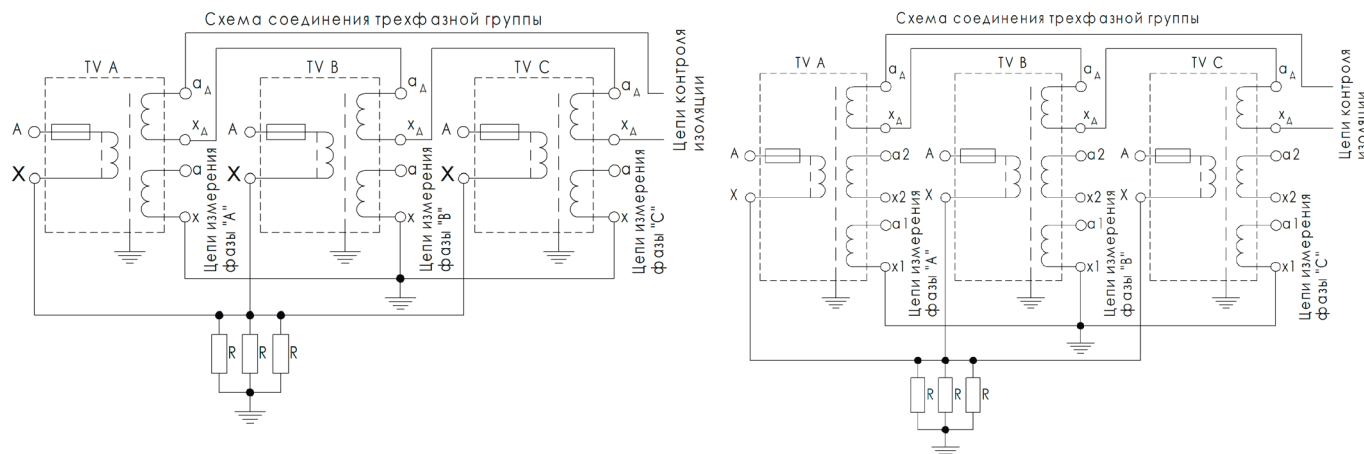 Схема соединения трехфазной группы
TV A
TV B
TV C
aΔ
aΔ
aΔ
A
xΔ
A
xΔ
A
xΔ
X
a
X
a
X
a
x
x
x
Цепи измерения
фазы "А"
Цепи измерения
фазы "В"
Цепи измерения
фазы "С"
Цепи контроля
изоляции
R
R
R
Схема соединения трехфазной группы
TV A
TV B
TV C
aΔ
aΔ
aΔ
xΔ
xΔ
xΔ
A
a2
A
a2
A
a2
X
x2
X
x2
X
x2
a1
a1
a1
x1
x1
x1
Цепи измерения
фазы "А"
Цепи измерения
фазы "В"
Цепи измерения
фазы "С"
Цепи контроля
изоляции
R
R
R